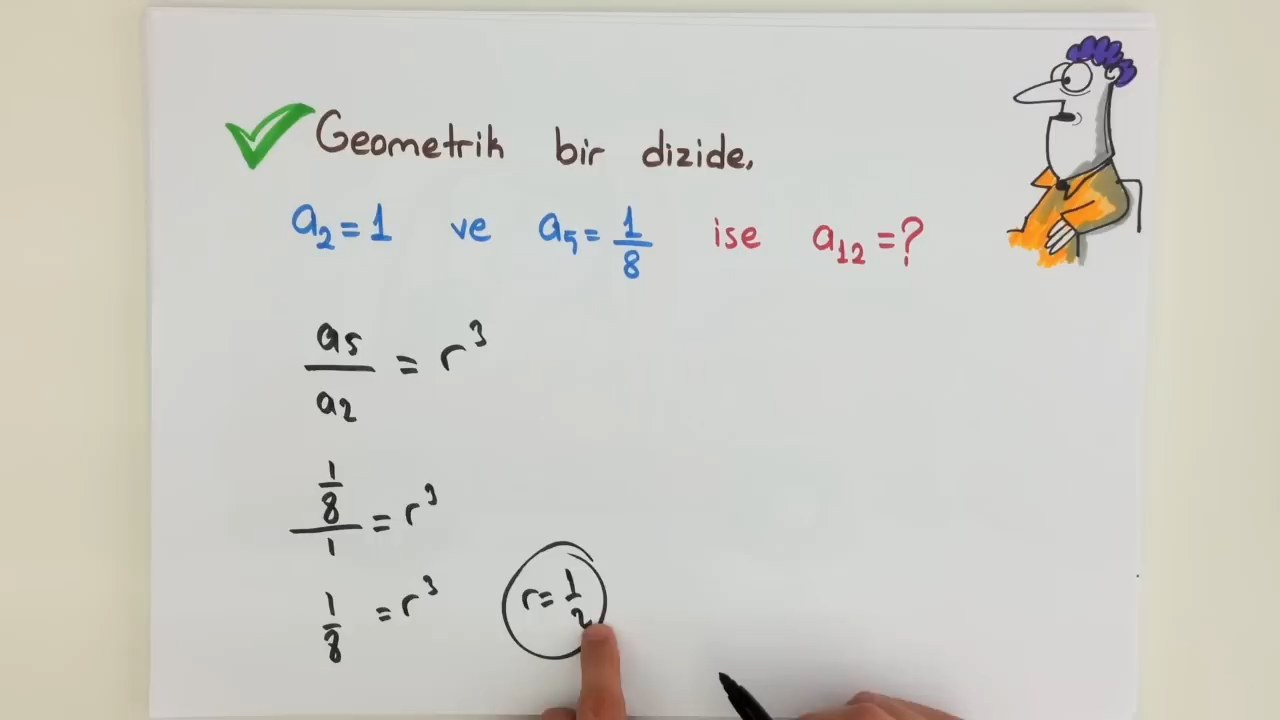 Geometrik bir dizide,
a₂ = 1 ve a₅ = 1/8 ise a₁₂ = ?
a₅/a₂ = r³
1/8/1 = r³
1/8 = r³ r = 1/2